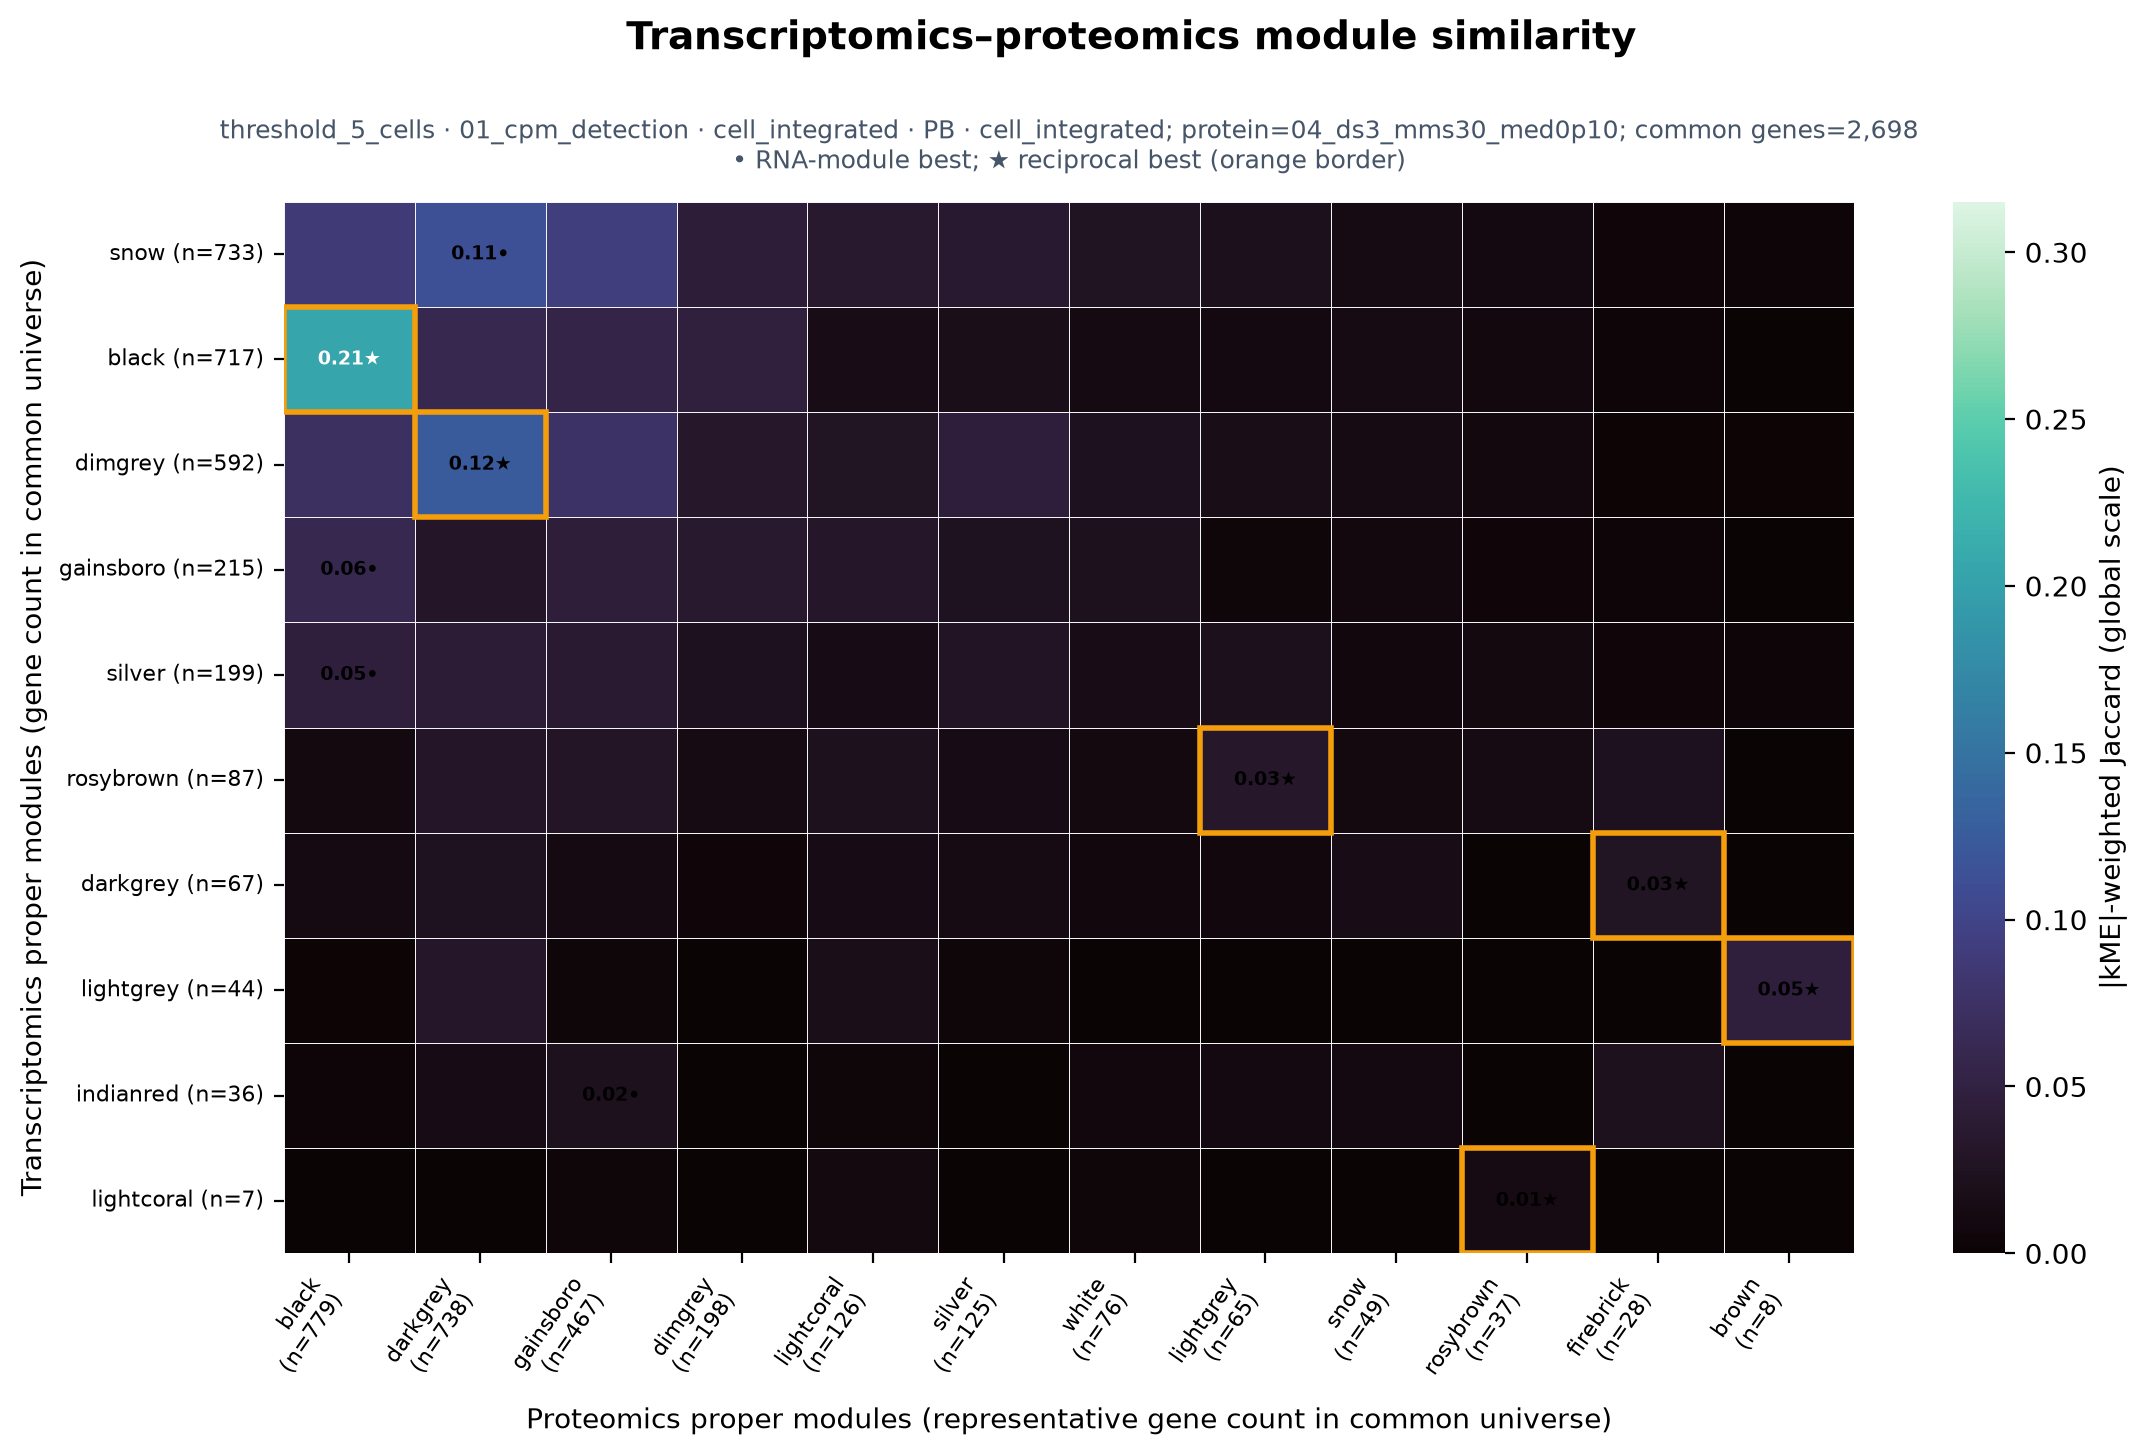 Transcriptomics–proteomics module similarity
threshold_5_cells · 01_cpm_detection · cell_integrated · PB · cell_integrated; protein=04_ds3_mms30_med0p10; common genes=2,698
• RNA-module best; ★ reciprocal best (orange border)
Transcriptomics proper modules (gene count in common universe)
snow (n=733)
black (n=717)
dimgrey (n=592)
gainsboro (n=215)
silver (n=199)
rosybrown (n=87)
darkgrey (n=67)
lightgrey (n=44)
indianred (n=36)
lightcoral (n=7)
0.11•
0.21★
0.12★
0.06•
0.05•
0.03★
0.03★
0.05★
0.02•
0.01★
black
(n=779)
darkgrey
(n=738)
gainsboro
(n=467)
dimgrey
(n=198)
lightcoral
(n=126)
silver
(n=125)
white
(n=76)
lightgrey
(n=65)
snow
(n=49)
rosybrown
(n=37)
firebrick
(n=28)
brown
(n=8)
Proteomics proper modules (representative gene count in common universe)
0.30
0.25
0.20
0.15
0.10
0.05
0.00
|kME|-weighted Jaccard (global scale)